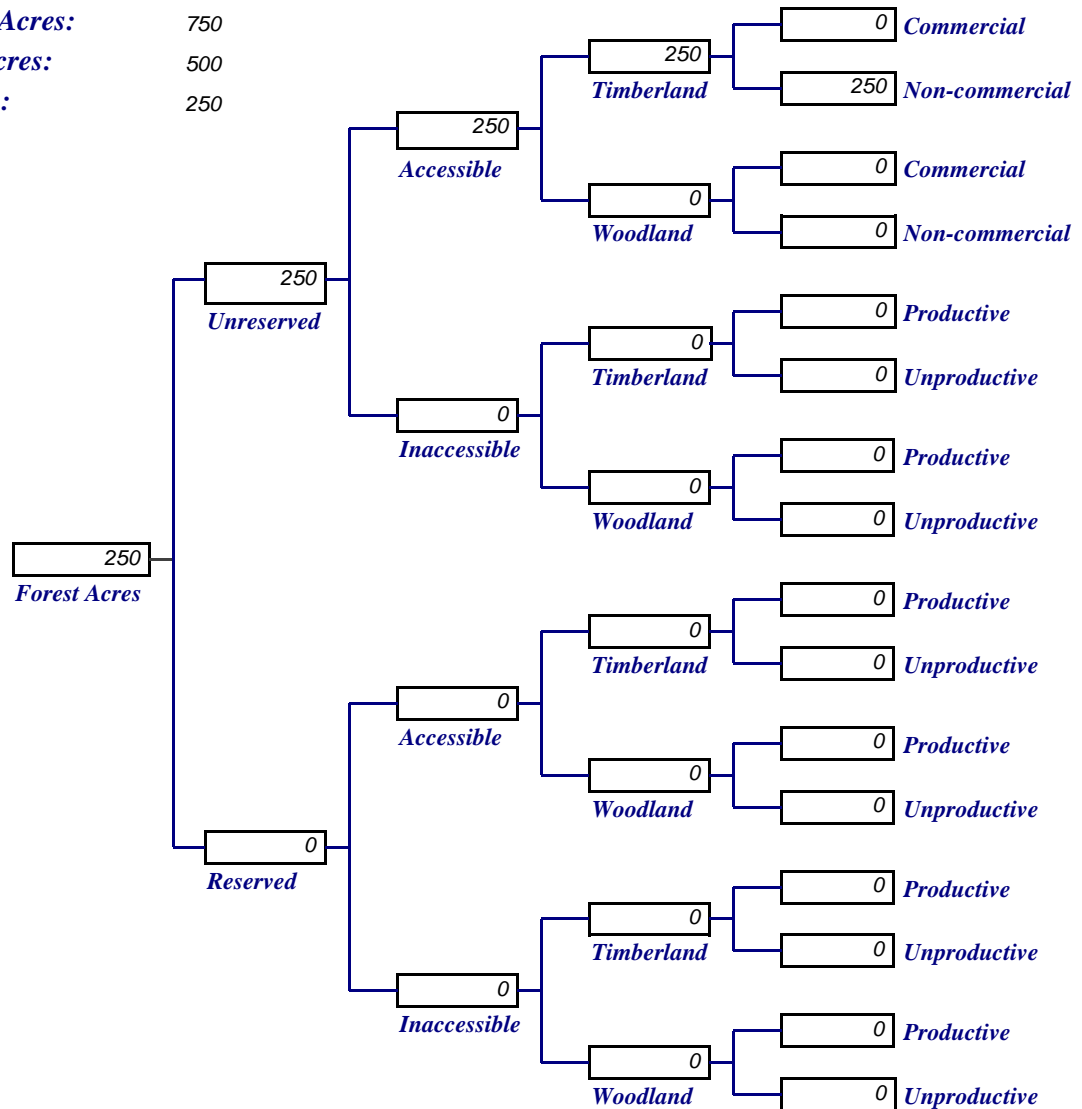 Acres: 750
cres: 500
: 250
0 Commercial
250 Timberland
250 Non-commercial
250 Accessible
0 Commercial
0 Woodland
0 Non-commercial
250 Unreserved
0 Productive
0 Timberland
0 Unproductive
0 Inaccessible
0 Productive
0 Woodland
0 Unproductive
250 Forest Acres
0 Productive
0 Timberland
0 Unproductive
0 Accessible
0 Productive
0 Woodland
0 Unproductive
0 Reserved
0 Productive
0 Timberland
0 Unproductive
0 Inaccessible
0 Productive
0 Woodland
0 Unproductive